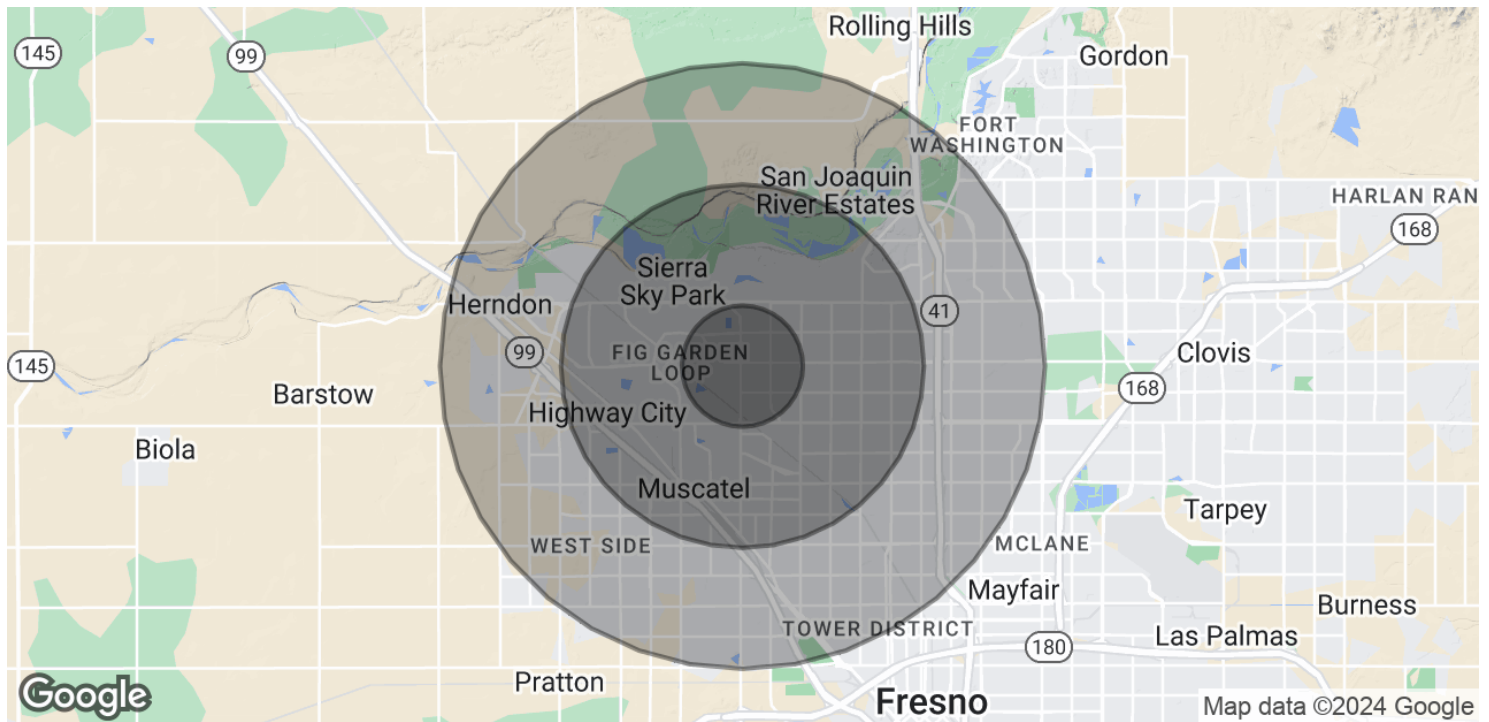 Rolling Hills
145
99
Gordon
FORT
WASHINGTON
San Joaquin
River Estates
HARLAN RAN
168
Sierra
Sky Park
Herndon
41
99
FIG GARDEN
LOOP
Clovis
145
168
Barstow
Highway City
Biola
Muscatel
Tarpey
WEST SIDE
MCLANE
Mayfair
Burness
TOWER DISTRICT
Las Palmas
180
Pratton
Fresno
Google
Map data ©2024 Google